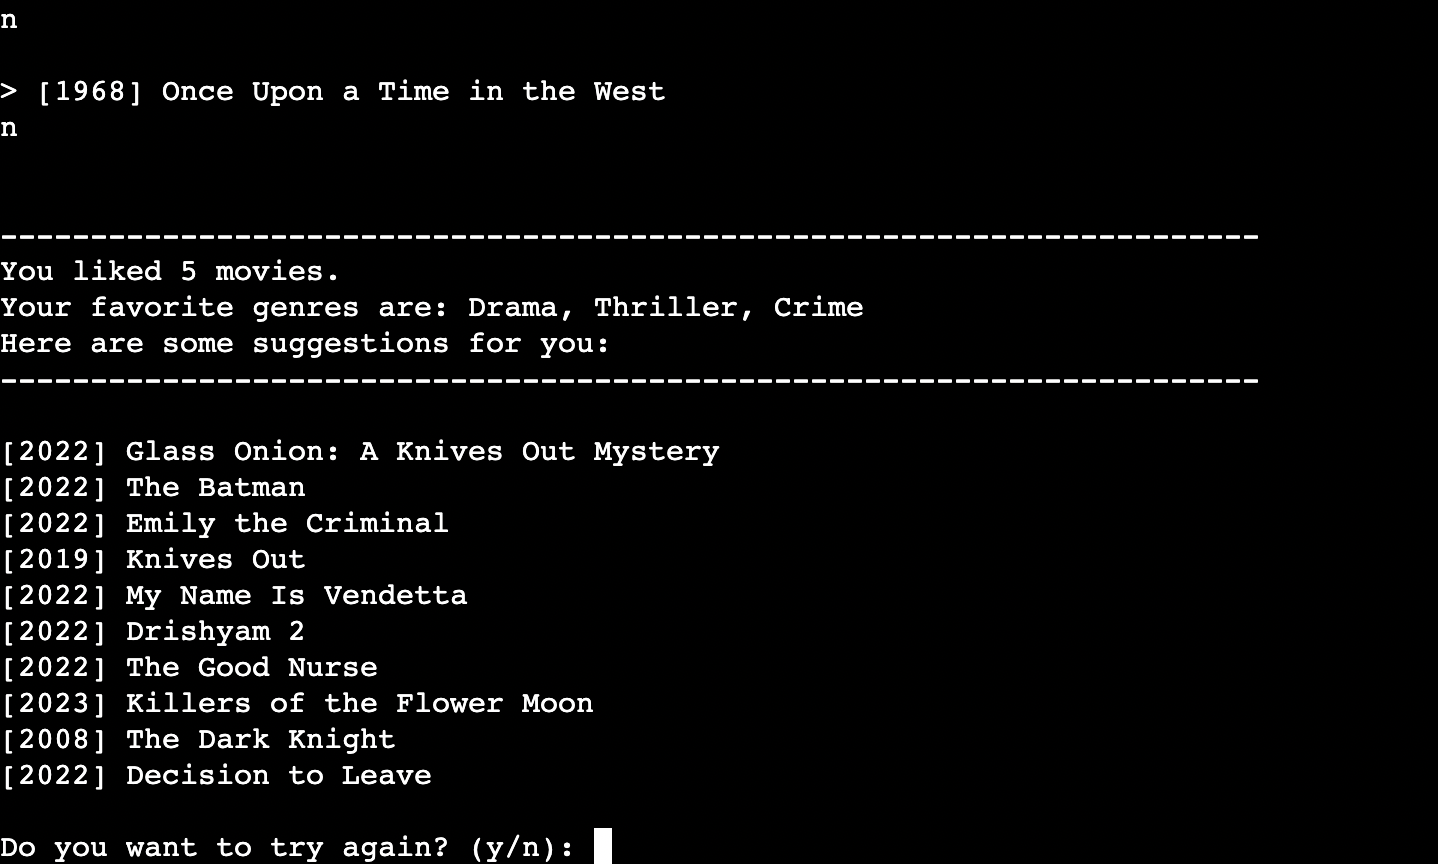 n
> [1968] Once Upon a Time in the West
n
----------------------------------------------------------------------
You liked 5 movies.
Your favorite genres are: Drama, Thriller, Crime
Here are some suggestions for you:
----------------------------------------------------------------------
[2022] Glass Onion: A Knives Out Mystery
[2022] The Batman
[2022] Emily the Criminal
[2019] Knives Out
[2022] My Name Is Vendetta
[2022] Drishyam 2
[2022] The Good Nurse
[2023] Killers of the Flower Moon
[2008] The Dark Knight
[2022] Decision to Leave
Do you want to try again? (y/n):